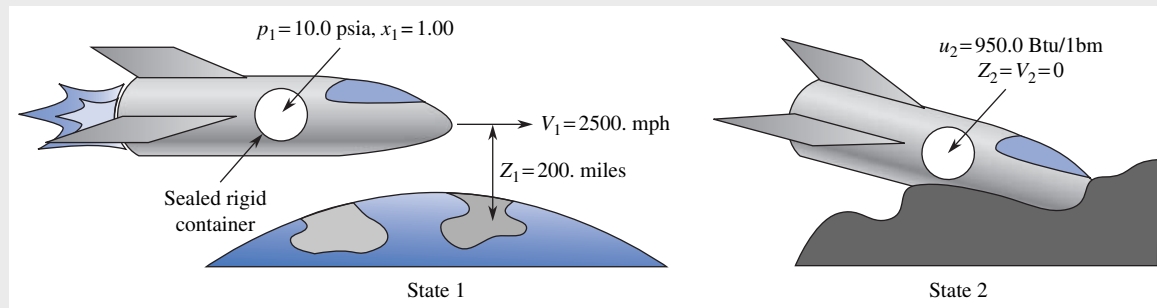 p₁=10.0 psia, x₁=1.00
V₁=2500. mph
Z₁=200. miles
Sealed rigid
container
State 1
u₂=950.0 Btu/1bm
Z₂=V₂=0
State 2